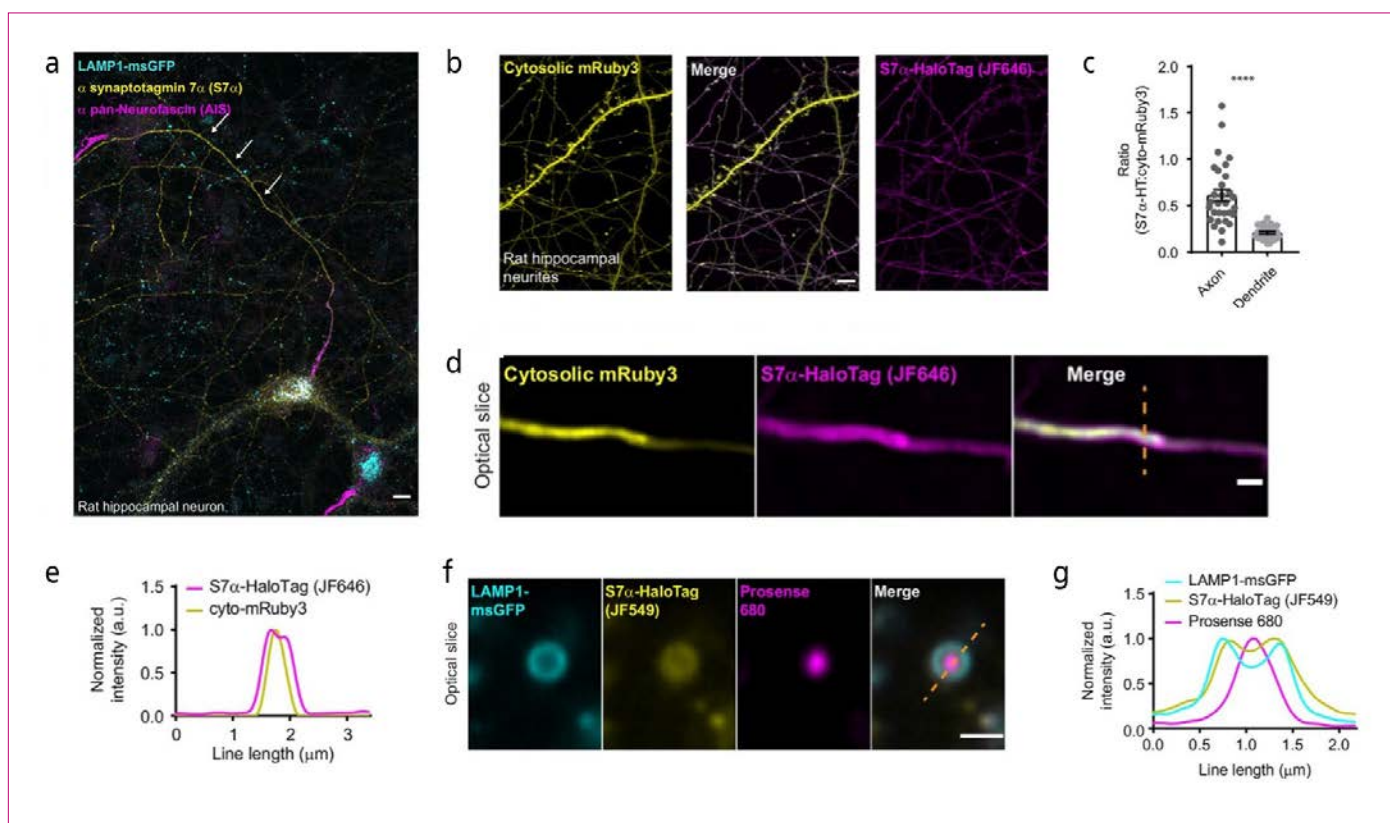 a
LAMP1-msGFP
α synaptotagmin 7α (S7α)
α pan-Neurofascin (AIS)
Rat hippocampal neuron
b
Cytosolic mRuby3
Merge
S7α-HaloTag (JF646)
Rat hippocampal
neurites
c
Ratio
(S7α-HT:cyto-mRuby3)
2.0
1.5
1.0
0.5
0.0
****
Axon
Dendrite
d
Optical slice
Cytosolic mRuby3
S7α-HaloTag (JF646)
Merge
e
S7α-HaloTag (JF646)
cyto-mRuby3
Normalized
intensity (a.u.)
1.5
1.0
0.5
0.0
0 1 2 3
Line length (μm)
f
Optical slice
LAMP1-
msGFP
S7α-HaloTag
(JF549)
Prosense
680
Merge
g
LAMP1-msGFP
S7α-HaloTag (JF549)
Prosense 680
Normalized
intensity (a.u.)
1.5
1.0
0.5
0.0
0.0 0.5 1.0 1.5 2.0
Line length (μm)